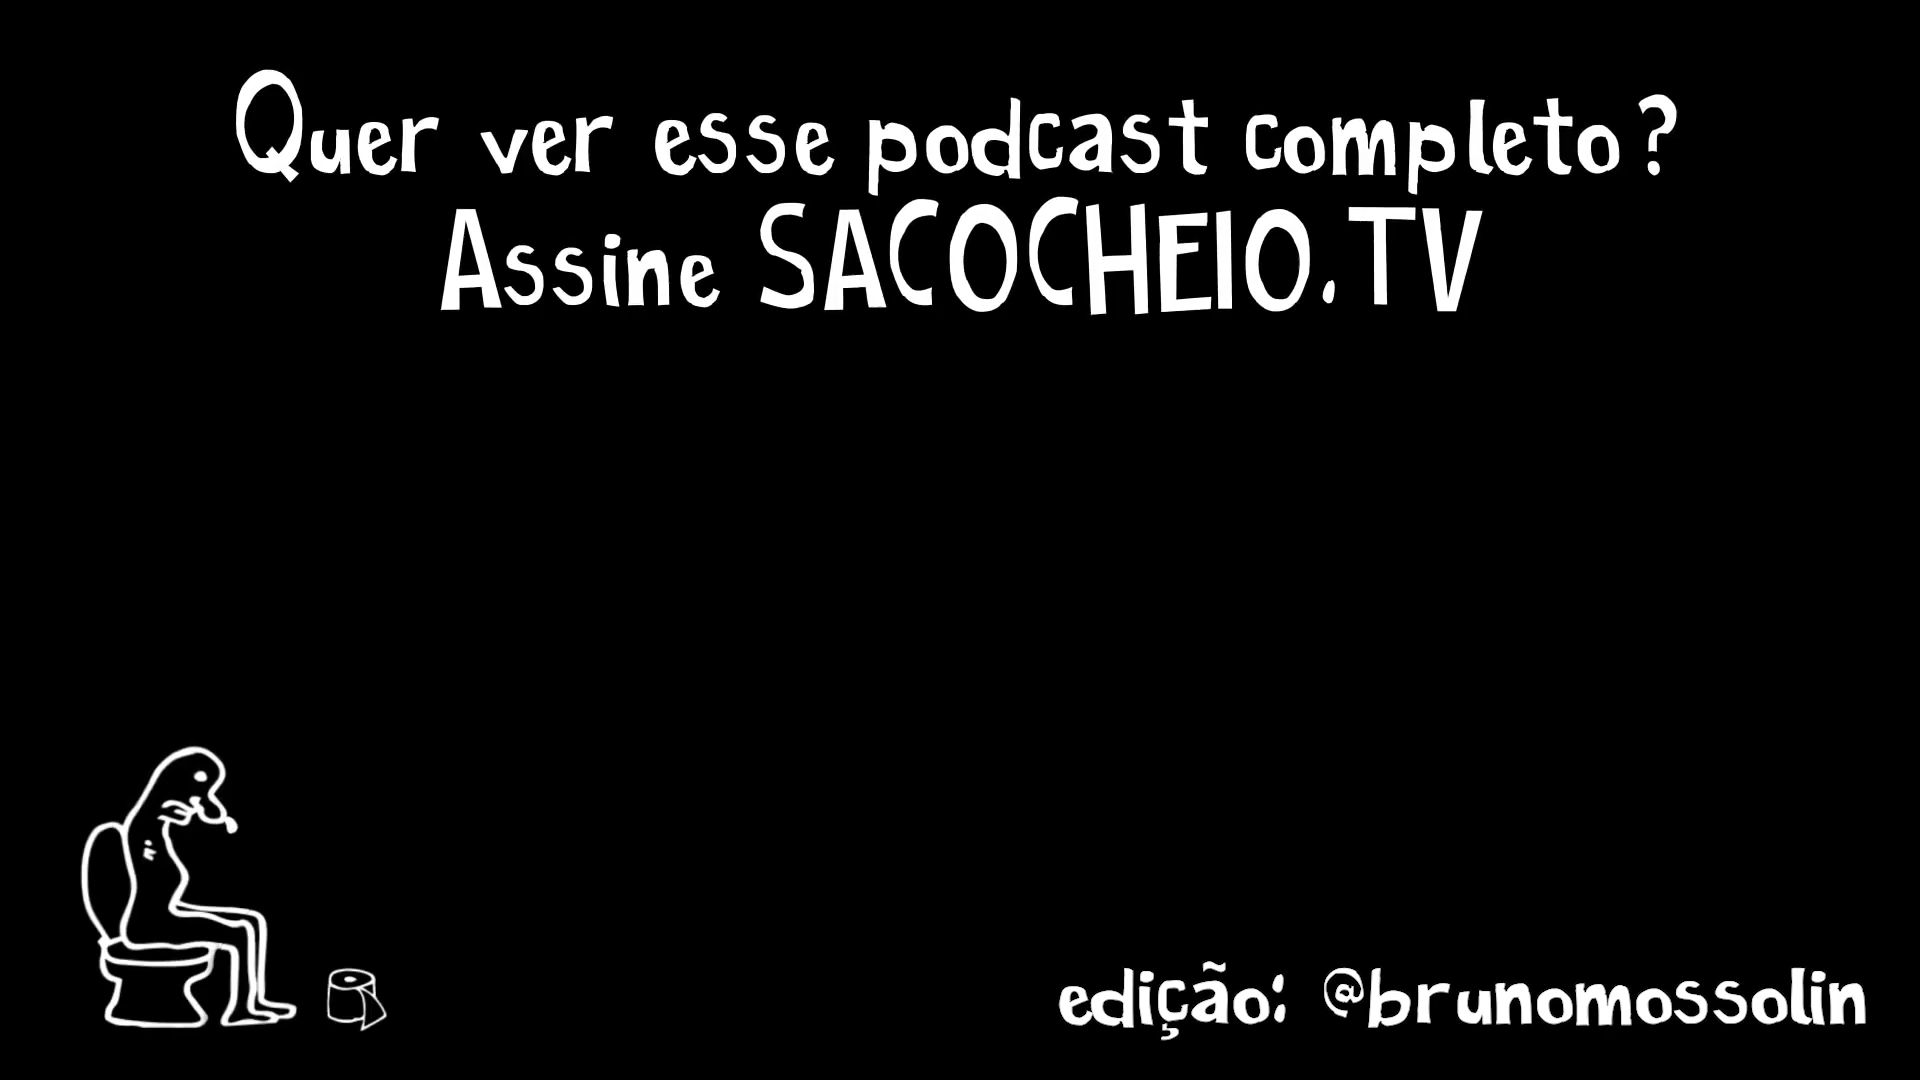 Quer ver esse podcast completo?
Assine SACOCHEIO.TV
edição: @brunomossolin